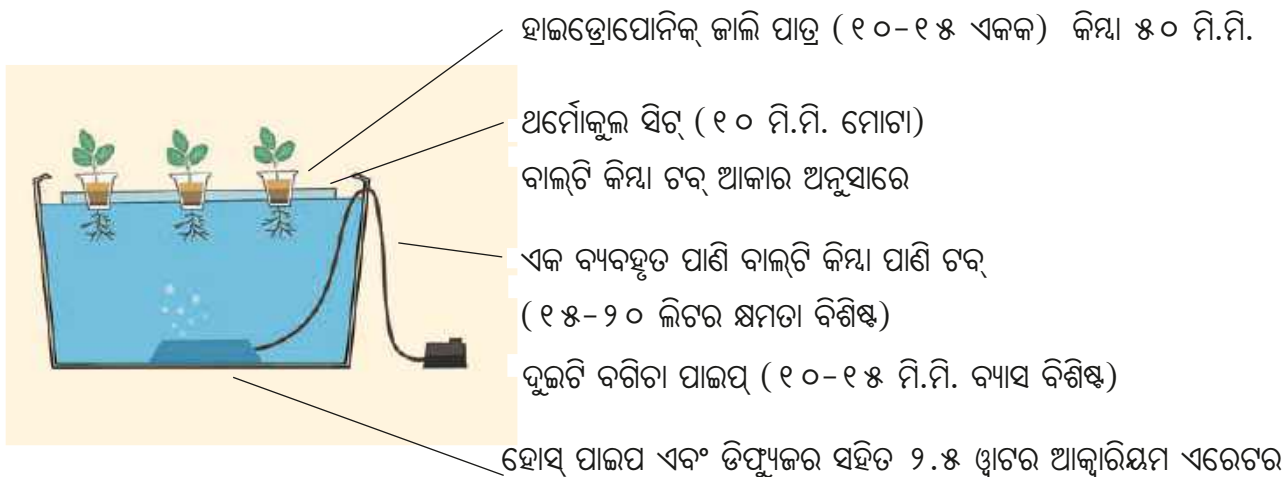 ହାଇଡ୍ରୋପୋନିକ୍ ଜାଲି ପାତ୍ର (୧୦-୧୫ ଏକକ) କିମ୍ବା ୫୦ ମି.ମି.
ଥର୍ମୋକୁଲ ସିଟ୍ (୧୦ ମି.ମି. ମୋଟା)
ବାଲ୍‌ଟି କିମ୍ବା ଟବ୍ ଆକାର ଅନୁସାରେ
ଏକ ବ୍ୟବହୃତ ପାଣି ବାଲ୍‌ଟି କିମ୍ବା ପାଣି ଟବ୍
(୧୫-୨୦ ଲିଟର କ୍ଷମତା ବିଶିଷ୍ଟ)
ଦୁଇଟି ବଗିଚା ପାଇପ୍ (୧୦-୧୫ ମି.ମି. ବ୍ୟାସ ବିଶିଷ୍ଟ)
ହୋସ୍ ପାଇପ ଏବଂ ଡିଫ୍ୟୁଜର ସହିତ ୨.୫ ୱାଟର ଆକ୍ୱାରିୟମ ଏରେଟର